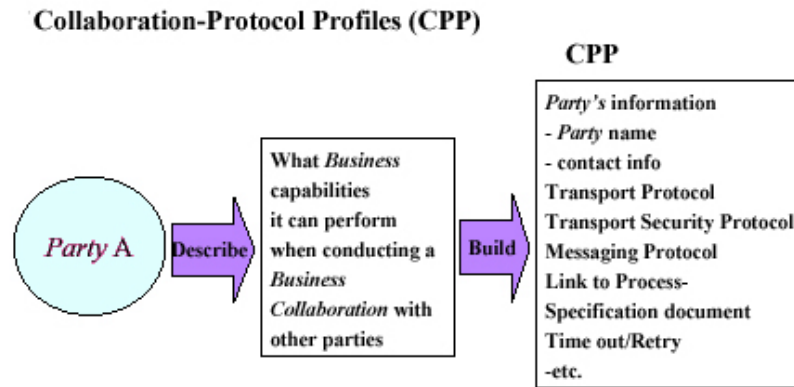 Collaboration-Protocol Profiles (CPP)
Party A
Describe
What Business
capabilities
it can perform
when conducting a
Business
Collaboration with
other parties
Build
CPP
Party's information
- Party name
- contact info
Transport Protocol
Transport Security Protocol
Messaging Protocol
Link to Process-
Specification document
Time out/Retry
-etc.